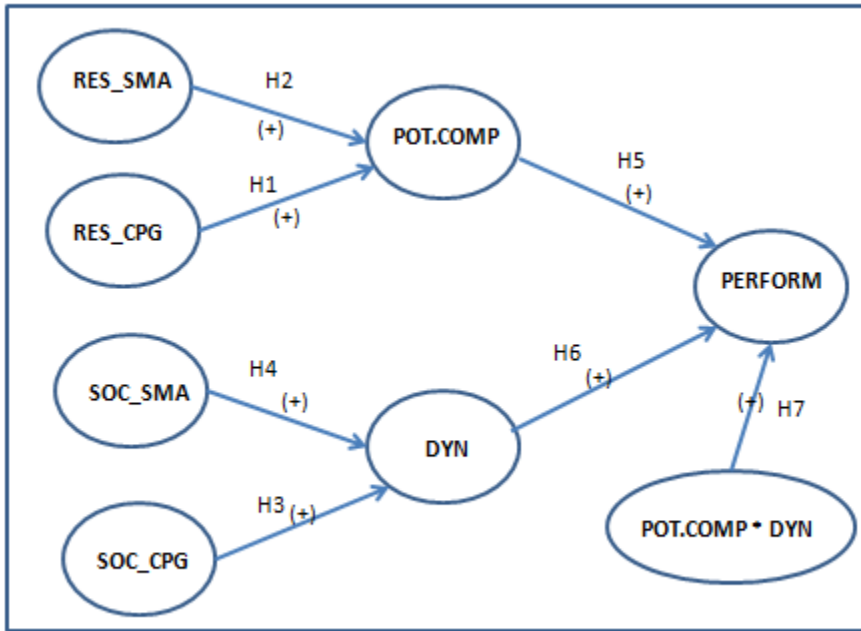 RES_SMA
H2
(+)
POT.COMP
H1
(+)
RES_CPG
H5
(+)
PERFORM
SOC_SMA
H4
(+)
H6
(+)
DYN
(+)
H7
H3
(+)
SOC_CPG
POT.COMP * DYN